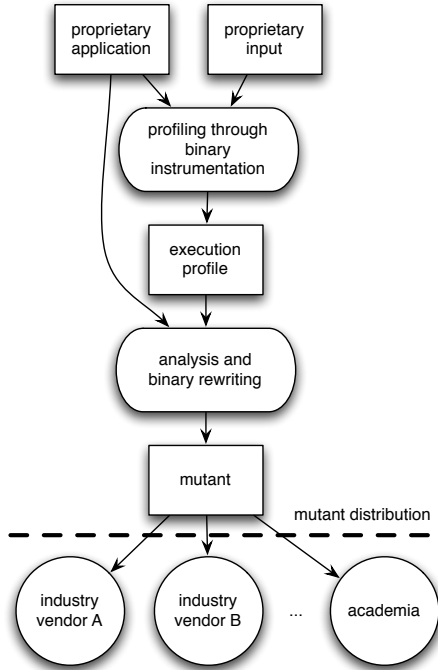 proprietary
application
proprietary
input
profiling through
binary
instrumentation
execution
profile
analysis and
binary rewriting
mutant
mutant distribution
industry
vendor A
industry
vendor B
...
academia